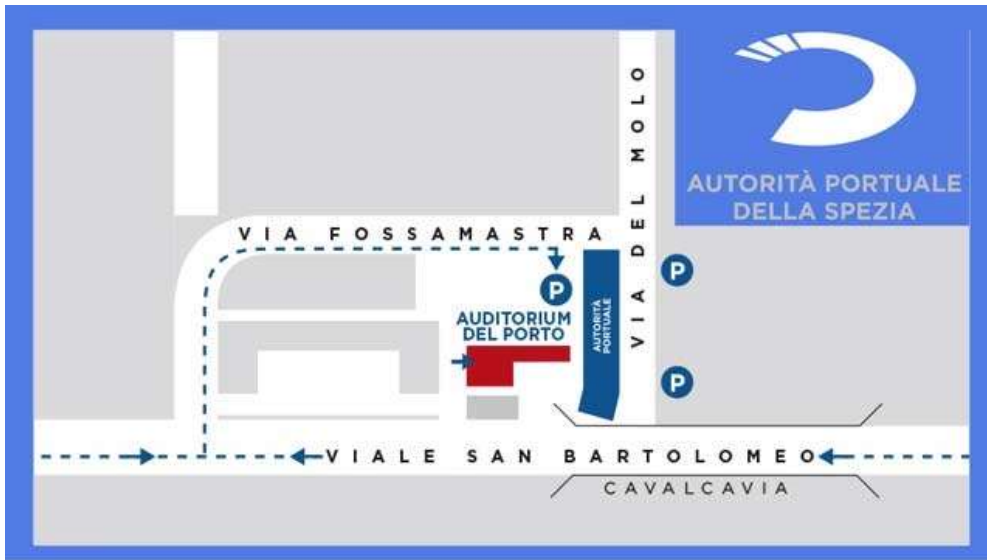 AUTORITÀ PORTUALE
DELLA SPEZIA
VIA DEL MOLO
VIA FOSSAMASTRA
P
P
AUDITORIUM
DEL PORTO
AUTORITÀ
PORTUALE
P
VIALE SAN BARTOLOMEO
CAVALCAVIA